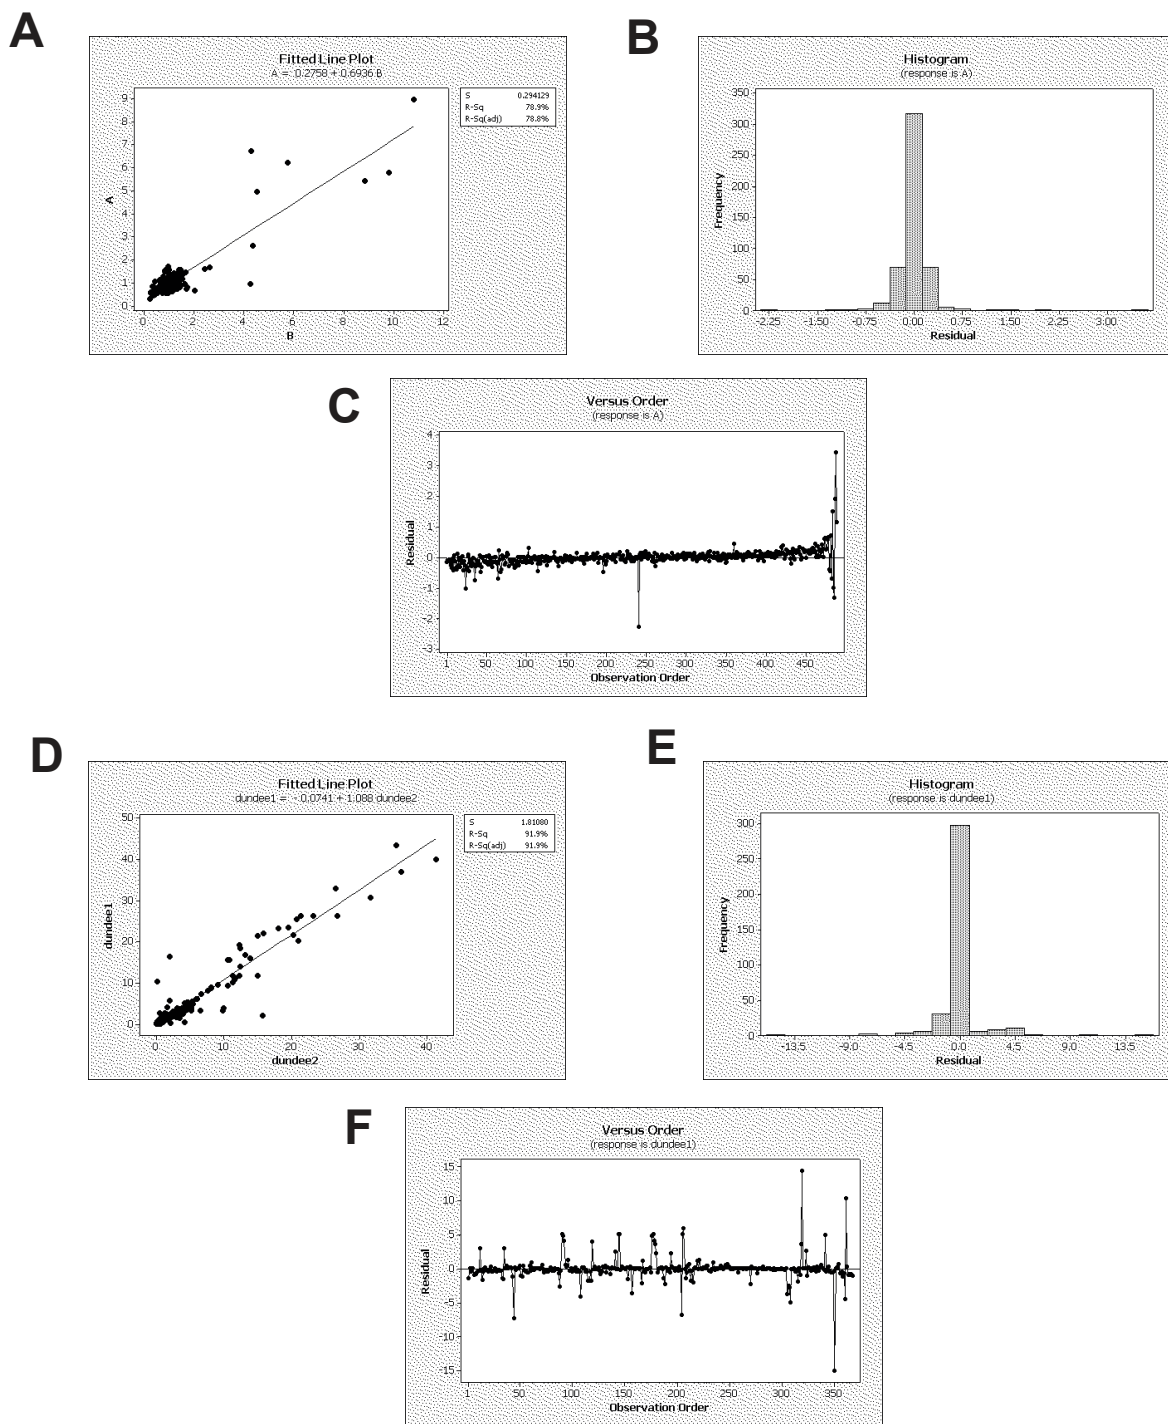 A
Fitted Line Plot
A = 0.2758 + 0.6936 B
S 0.294129
R-Sq 78.9%
R-Sq(adj) 78.8%
9
8
7
6
5
4
3
2
1
0
A
0 2 4 6 8 10 12
B
B
Histogram
(response is A)
350
300
250
200
150
100
50
0
Frequency
-2.25 -1.50 -0.75 0.00 0.75 1.50 2.25 3.00
Residual
C
Versus Order
(response is A)
4
3
2
1
0
-1
-2
-3
Residual
1 50 100 150 200 250 300 350 400 450
Observation Order
D
Fitted Line Plot
dundee1 = - 0.0741 + 1.088 dundee2
S 1.81080
R-Sq 91.9%
R-Sq(adj) 91.9%
50
40
30
20
10
0
dundee1
0 10 20 30 40
dundee2
E
Histogram
(response is dundee1)
300
250
200
150
100
50
0
Frequency
-13.5 -9.0 -4.5 0.0 4.5 9.0 13.5
Residual
F
Versus Order
(response is dundee1)
15
10
5
0
-5
-10
-15
Residual
1 50 100 150 200 250 300 350
Observation Order